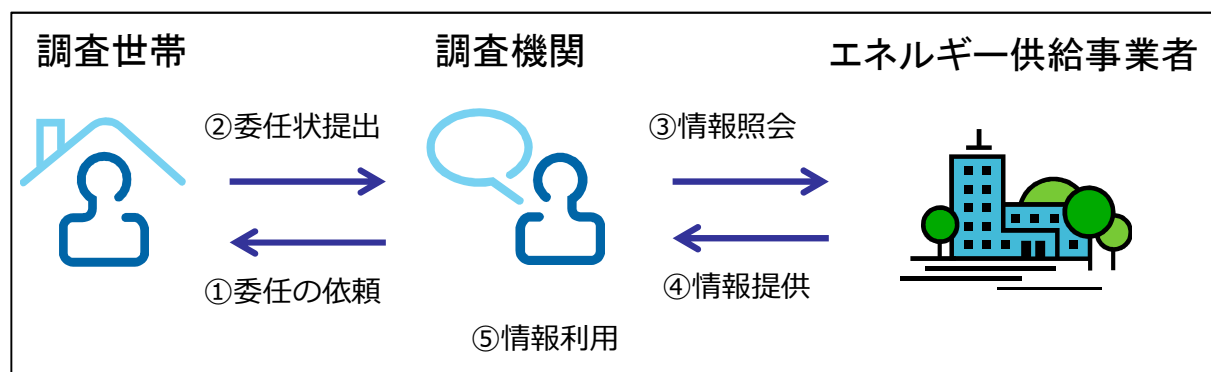 調査世帯
調査機関
エネルギー供給事業者
②委任状提出
③情報照会
①委任の依頼
④情報提供
⑤情報利用